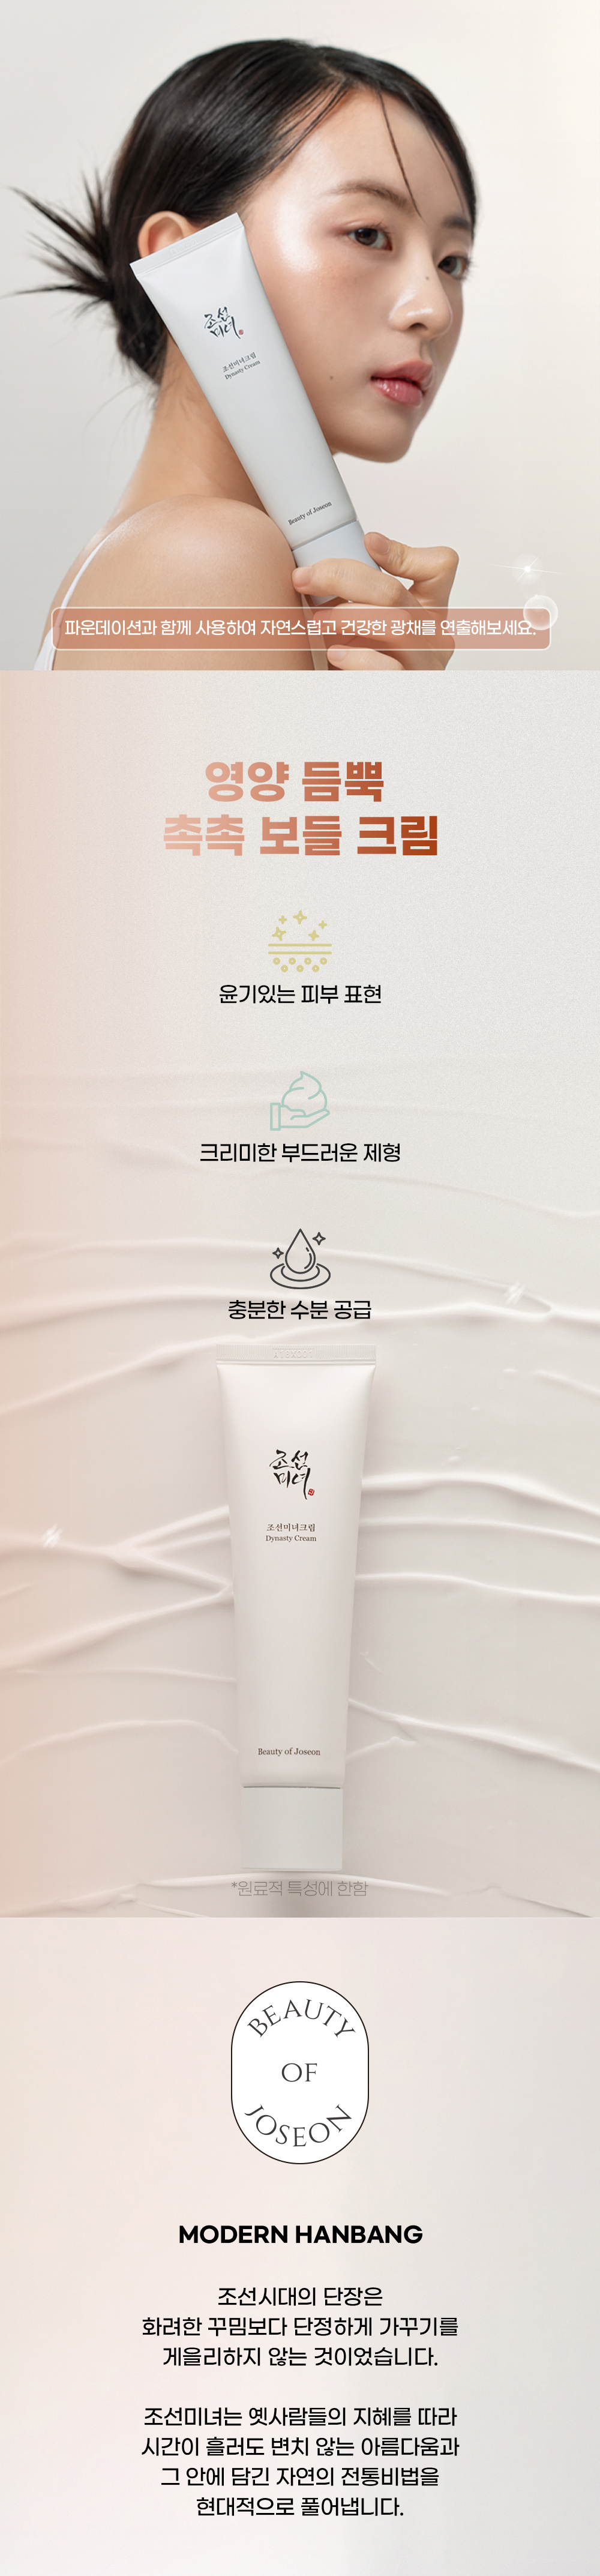 조선
미녀
조선미녀크림
Dynasty Cream
Beauty of Joseon
파운데이션과 함께 사용하여 자연스럽고 건강한 광채를 연출해보세요.
영양 듬뿍
촉촉 보들 크림
윤기있는 피부 표현
크리미한 부드러운 제형
충분한 수분 공급
조선
미녀
조선미녀크림
Dynasty Cream
Beauty of Joseon
*원료적 특성에 한함
BEAUTY
OF
JOSEON
MODERN HANBANG
조선시대의 단장은
화려한 꾸밈보다 단정하게 가꾸기를
게을리하지 않는 것이었습니다.
조선미녀는 옛사람들의 지혜를 따라
시간이 흘러도 변치 않는 아름다움과
그 안에 담긴 자연의 전통비법을
현대적으로 풀어냅니다.